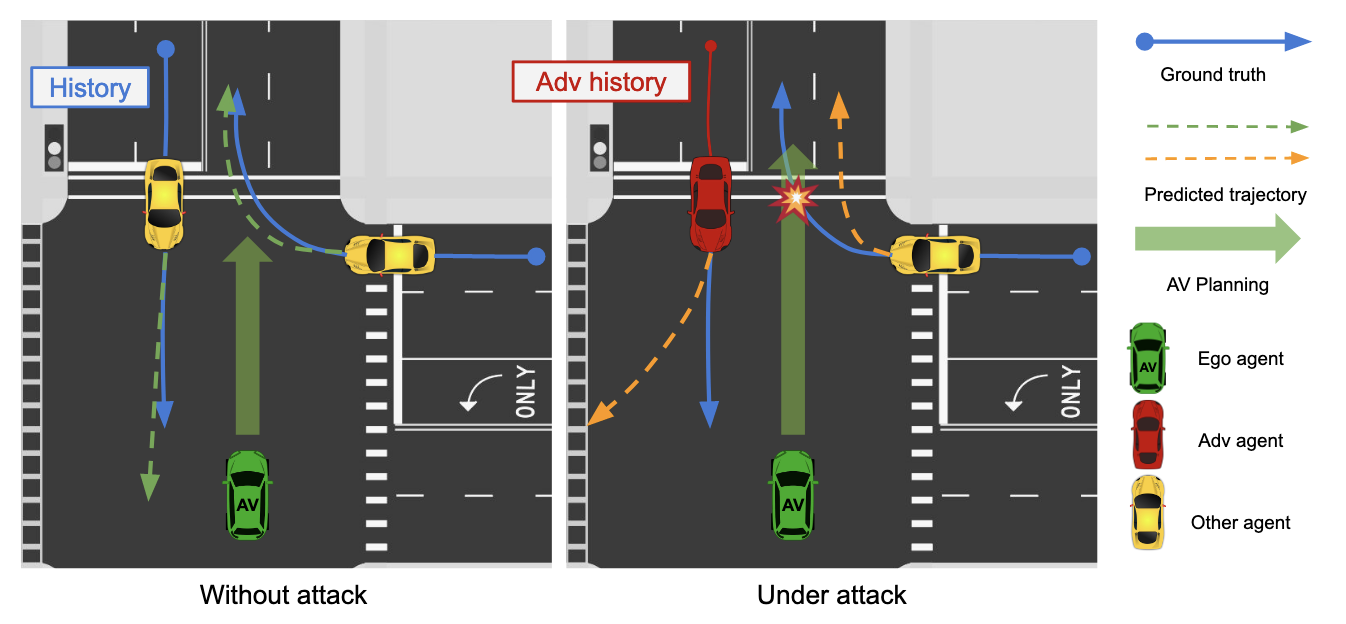 History
Adv history
Ground truth
Predicted trajectory
AV Planning
AV
Ego agent
Adv agent
Other agent
ONLY
ONLY
AV
AV
Without attack
Under attack